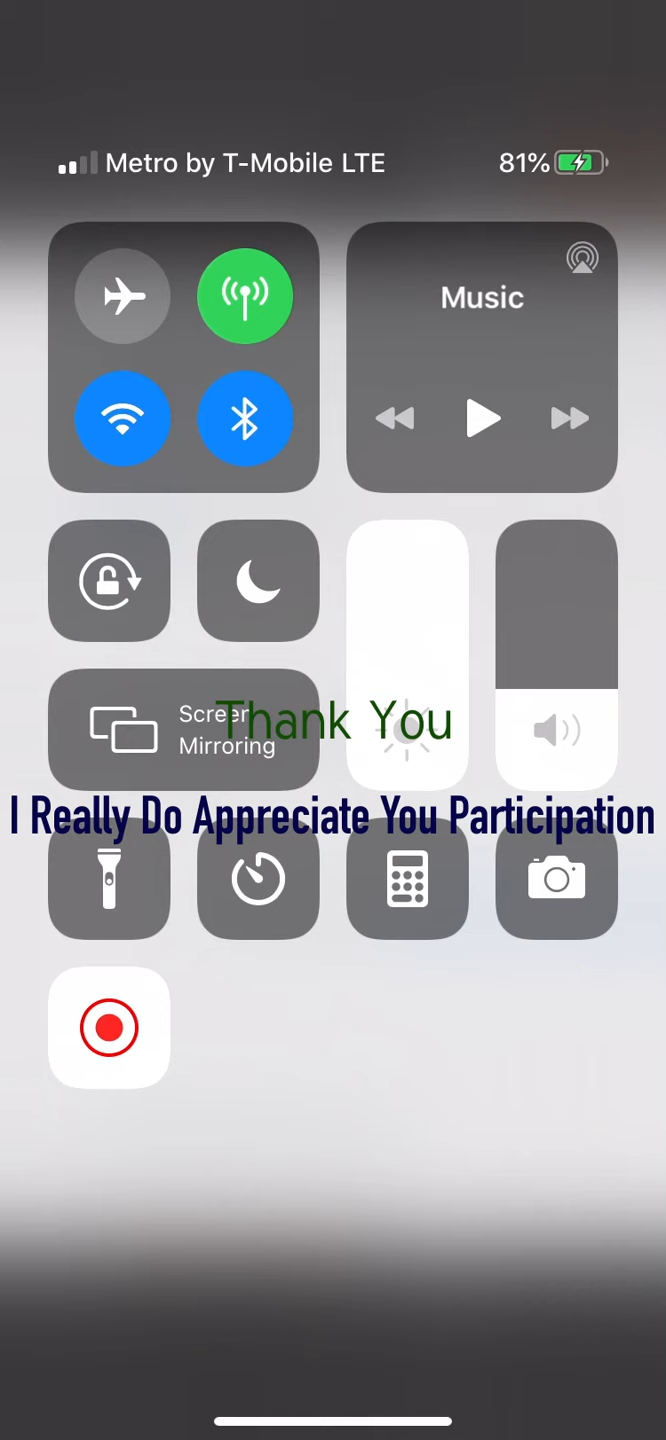 Metro by T-Mobile LTE 81%
Music
Screen
Mirroring
Thank You
I Really Do Appreciate You Participation